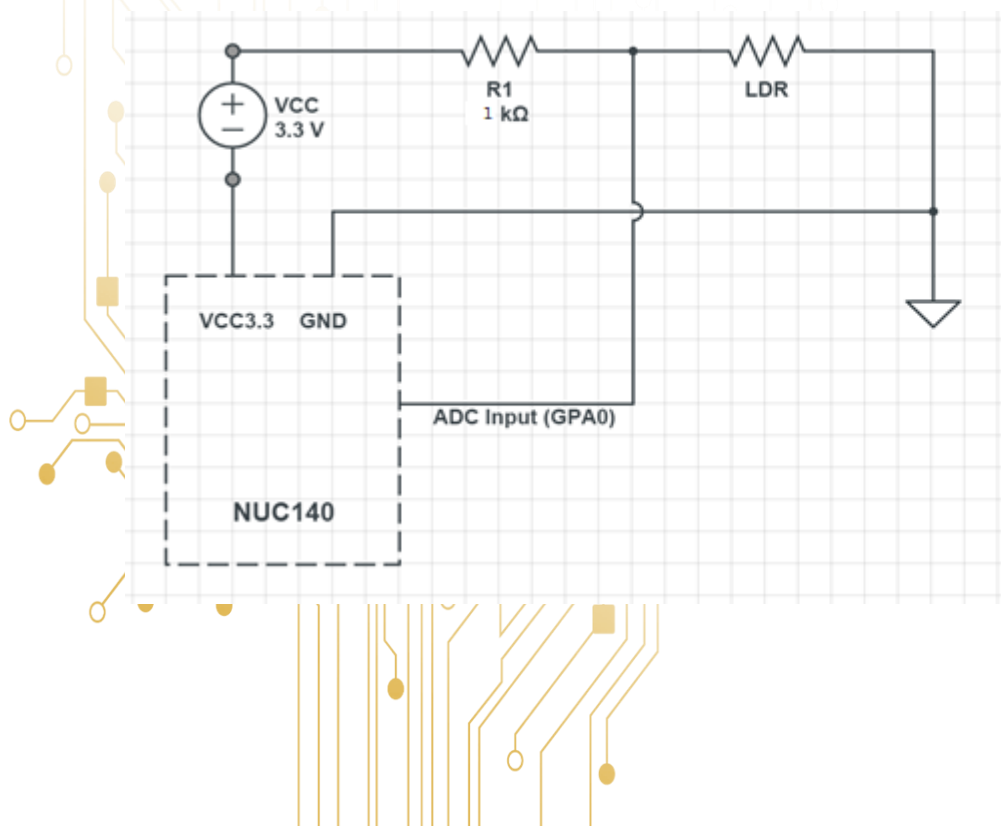 VCC
3.3 V
R1
1 kΩ
LDR
VCC3.3 GND
ADC Input (GPA0)
NUC140